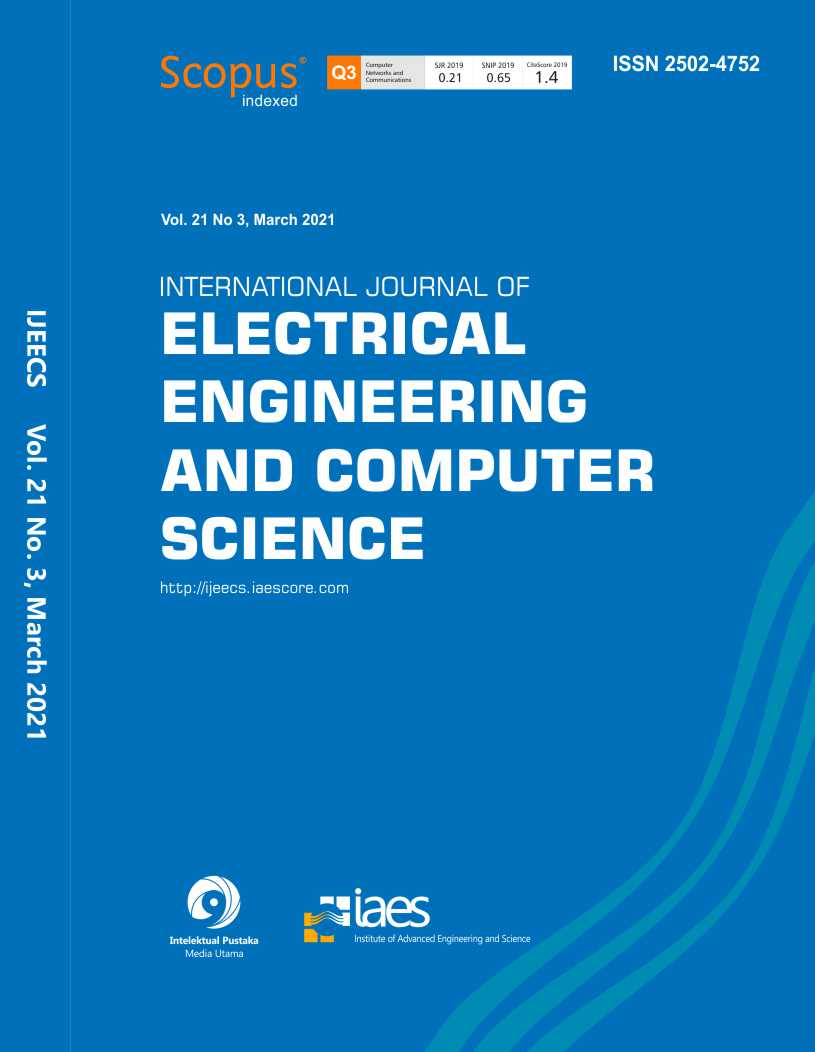 Scopus®
indexed
Q3
Computer
Networks and
Communications
SJR 2019
0.21
SNIP 2019
0.65
CiteScore 2019
1.4
ISSN 2502-4752
Vol. 21 No 3, March 2021
INTERNATIONAL JOURNAL OF
ELECTRICAL
ENGINEERING
AND COMPUTER
SCIENCE
http://ijeecs.iaescore.com
IJEECS Vol. 21 No. 3, March 2021
Intelektual Pustaka
Media Utama
iaes
Institute of Advanced Engineering and Science